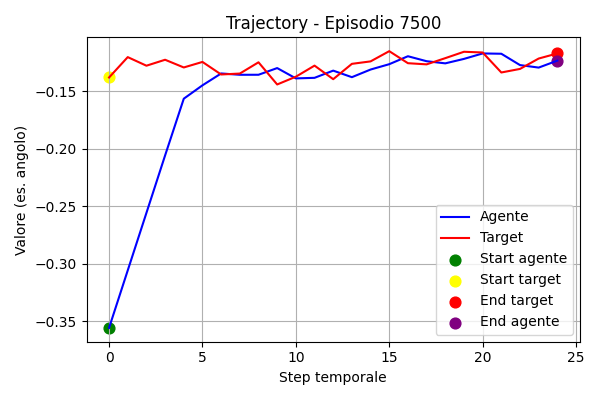 Trajectory - Episodio 7500
Valore (es. angolo)
−0.15
−0.20
−0.25
−0.30
−0.35
0
5
10
15
20
25
Step temporale
Agente
Target
Start agente
Start target
End target
End agente